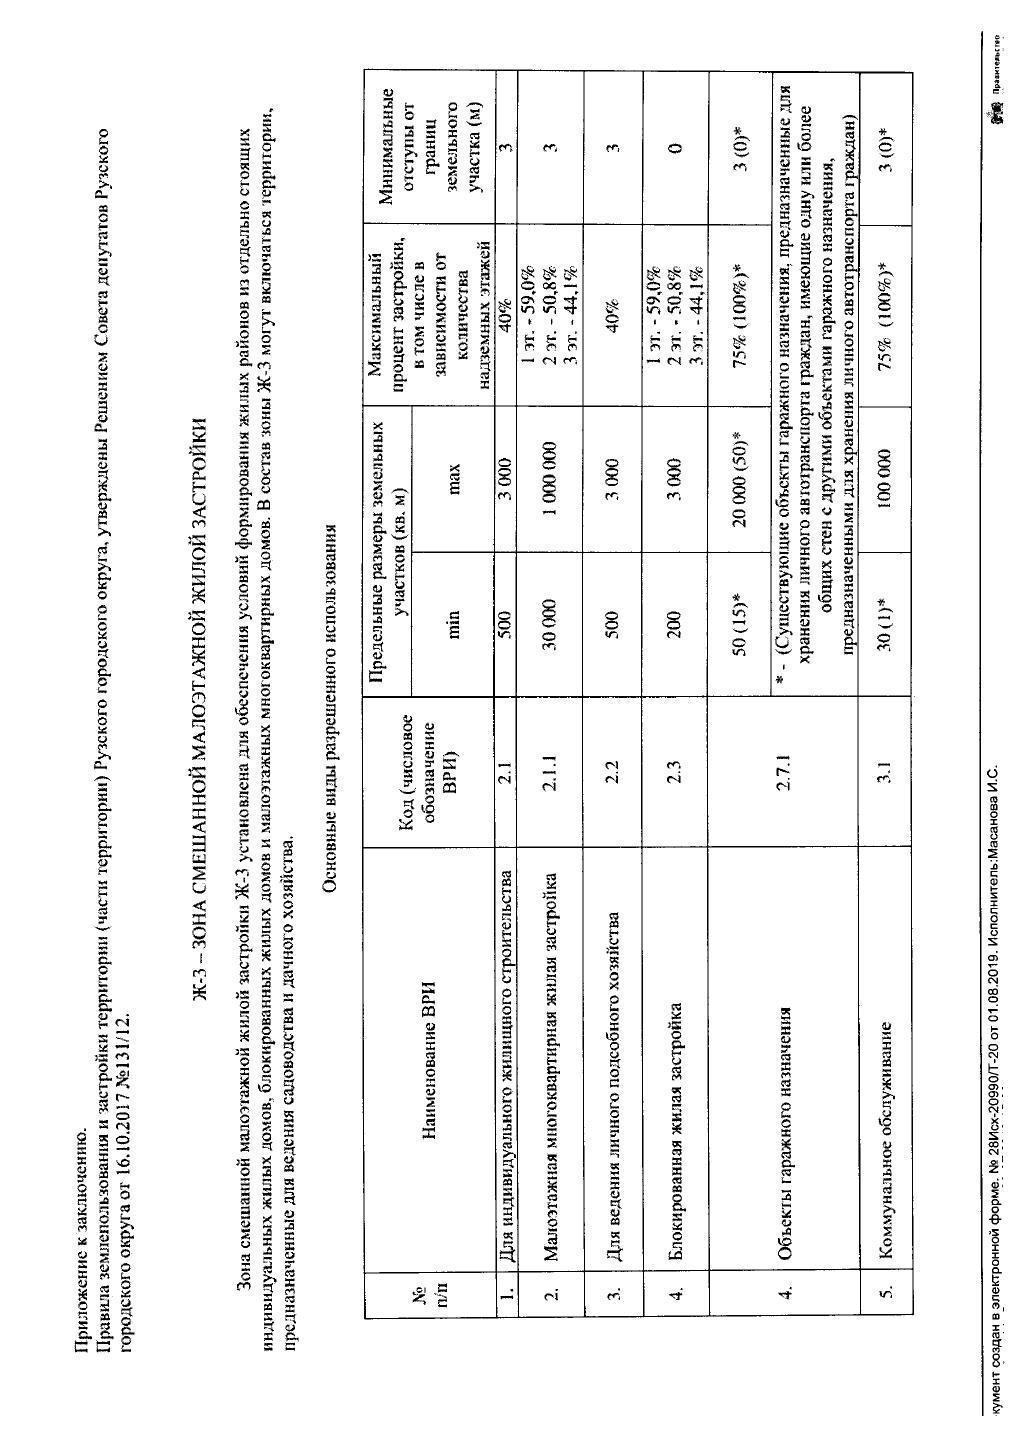 Приложение к заключению.
Правила землепользования и застройки территории (части территории) Рузского городского округа, утверждены Решением Совета депутатов Рузского
городского округа от 16.10.2017 №131/12.
Ж-3 – ЗОНА СМЕШАННОЙ МАЛОЭТАЖНОЙ ЖИЛОЙ ЗАСТРОЙКИ
Зона смешанной малоэтажной жилой застройки Ж-3 установлена для обеспечения условий формирования жилых районов из отдельно стоящих
индивидуальных жилых домов, блокированных жилых домов и малоэтажных многоквартирных домов. В состав зоны Ж-3 могут включаться территории,
предназначенные для ведения садоводства и дачного хозяйства.
Основные виды разрешенного использования
№
п/п
Наименование ВРИ
Код (числовое
обозначение
ВРИ)
Предельные размеры земельных
участков (кв. м)
min
max
Максимальный
процент застройки,
в том числе в
зависимости от
количества
надземных этажей
Минимальные
отступы от
границ
земельного
участка (м)
1. Для индивидуального жилищного строительства 2.1 500 3 000 40% 3
2. Малоэтажная многоквартирная жилая застройка 2.1.1 30 000 1 000 000
1 эт. - 59,0%
2 эт. - 50,8%
3 эт. - 44,1%
3
3. Для ведения личного подсобного хозяйства 2.2 500 3 000 40% 3
4. Блокированная жилая застройка 2.3 200 3 000
1 эт. - 59,0%
2 эт. - 50,8%
3 эт. - 44,1%
0
4. Объекты гаражного назначения 2.7.1 50 (15)* 20 000 (50)* 75% (100%)* 3 (0)*
* - (Существующие объекты гаражного назначения, предназначенные для
хранения личного автотранспорта граждан, имеющие одну или более
общих стен с другими объектами гаражного назначения,
предназначенными для хранения личного автотранспорта граждан)
5. Коммунальное обслуживание 3.1 30 (1)* 100 000 75% (100%)* 3 (0)*
кумент создан в электронной форме. № 28Исх-20990/Т-20 от 01.08.2019. Исполнитель:Масанова И.С.
Правительство